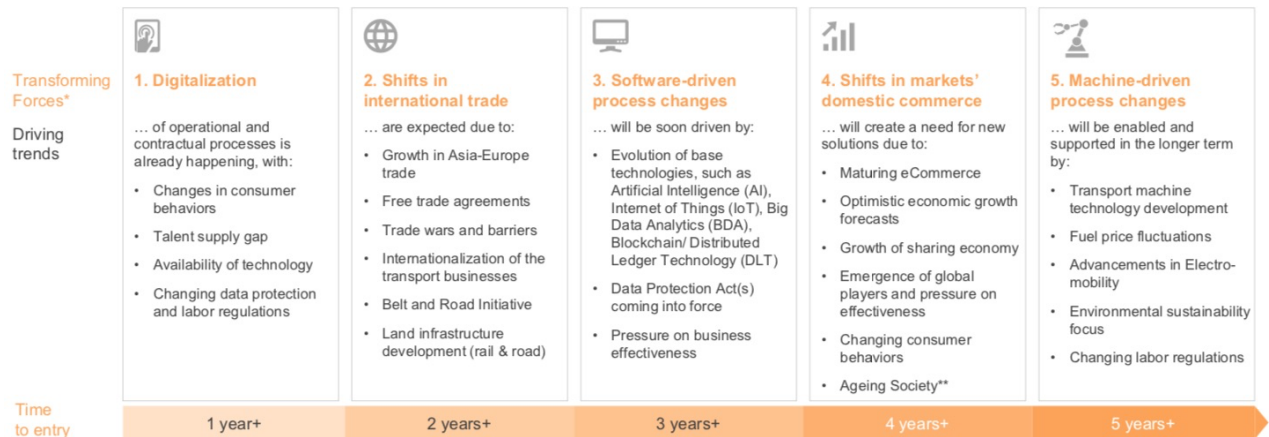 Transforming
Forces*
Driving
trends
1. Digitalization
… of operational and
contractual processes is
already happening, with:
• Changes in consumer
behaviors
• Talent supply gap
• Availability of technology
• Changing data protection
and labor regulations
2. Shifts in
international trade
… are expected due to:
• Growth in Asia-Europe
trade
• Free trade agreements
• Trade wars and barriers
• Internationalization of the
transport businesses
• Belt and Road Initiative
• Land infrastructure
development (rail & road)
3. Software-driven
process changes
… will be soon driven by:
• Evolution of base
technologies, such as
Artificial Intelligence (AI),
Internet of Things (IoT), Big
Data Analytics (BDA),
Blockchain/ Distributed
Ledger Technology (DLT)
• Data Protection Act(s)
coming into force
• Pressure on business
effectiveness
4. Shifts in markets'
domestic commerce
… will create a need for new
solutions due to:
• Maturing eCommerce
• Optimistic economic growth
forecasts
• Growth of sharing economy
• Emergence of global
players and pressure on
effectiveness
• Changing consumer
behaviors
• Ageing Society**
5. Machine-driven
process changes
… will be enabled and
supported in the longer term
by:
• Transport machine
technology development
• Fuel price fluctuations
• Advancements in Electro-
mobility
• Environmental sustainability
focus
• Changing labor regulations
Time
to entry
1 year+
2 years+
3 years+
4 years+
5 years+